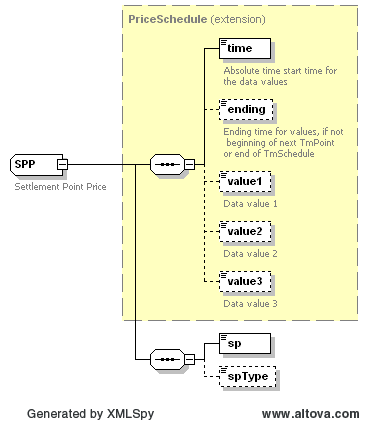 PriceSchedule (extension)
time
Absolute time start time for
the data values
ending
Ending time for values, if not
beginning of next TmPoint
or end of TmSchedule
SPP
Settlement Point Price
value1
Data value 1
value2
Data value 2
value3
Data value 3
sp
spType
Generated by XMLSpy
www.altova.com